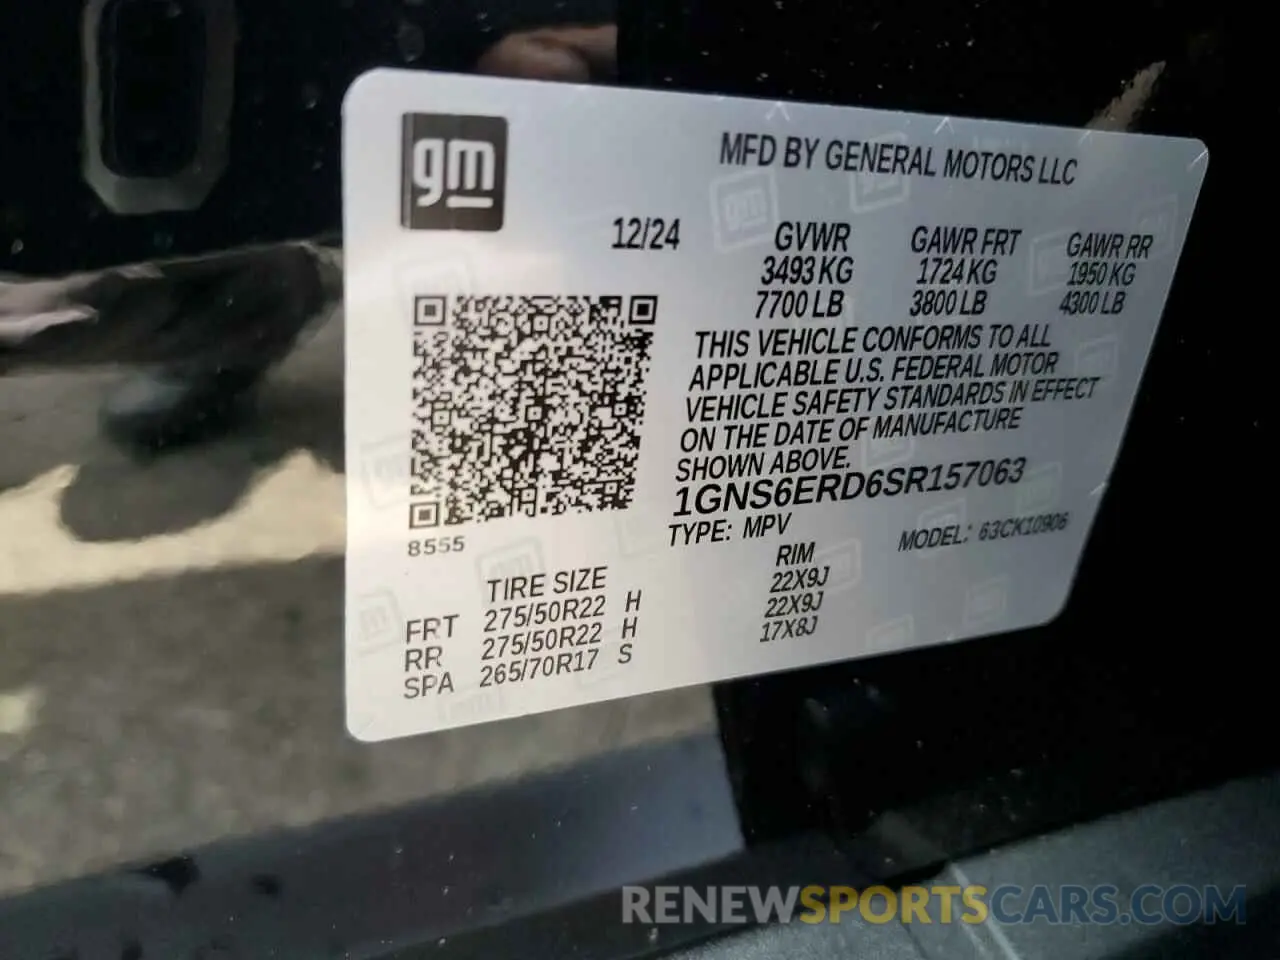 gm
MFD BY GENERAL MOTORS LLC
12/24
GVWR GAWR FRT GAWR RR
3493 KG 1724 KG 1950 KG
7700 LB 3800 LB 4300 LB
THIS VEHICLE CONFORMS TO ALL
APPLICABLE U.S. FEDERAL MOTOR
VEHICLE SAFETY STANDARDS IN EFFECT
ON THE DATE OF MANUFACTURE
SHOWN ABOVE.
1GNS6ERD6SR157063
TYPE: MPV MODEL: 63CK10906
8555
TIRE SIZE RIM
FRT 275/50R22 H 22X9J
RR 275/50R22 H 22X9J
SPA 265/70R17 S 17X8J
RENEWSPORTSCARS.COM